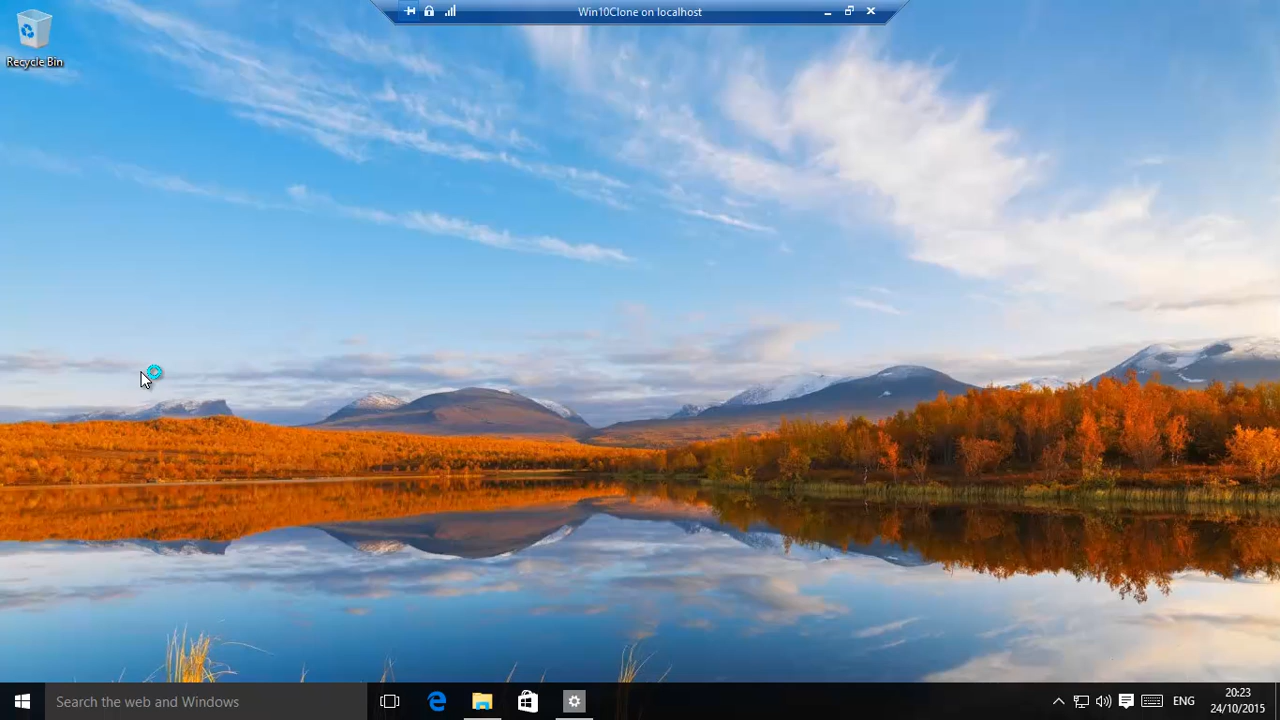 Win10Clone on localhost
Recycle Bin
Search the web and Windows
ENG
20:23
24/10/2015